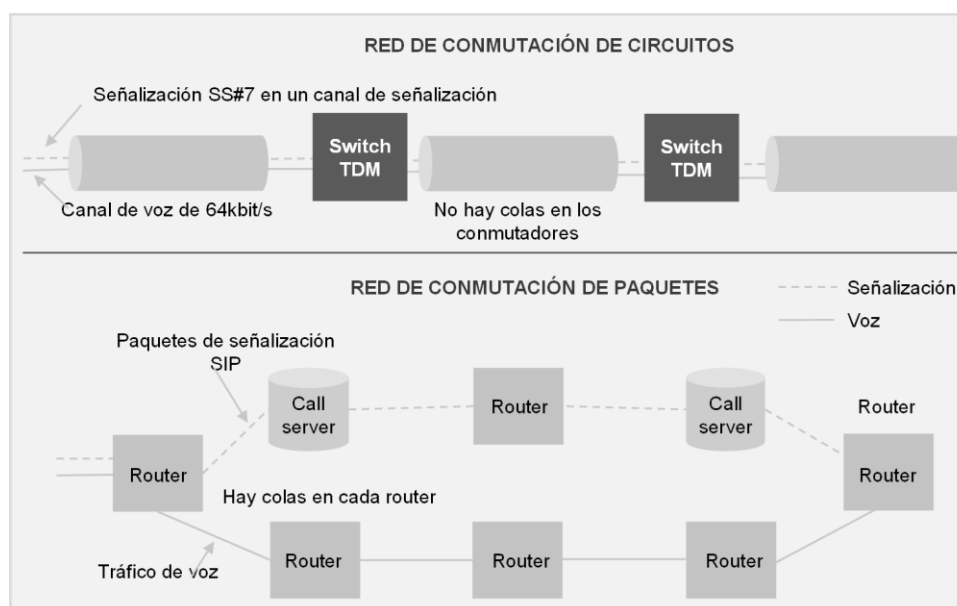 RED DE CONMUTACIÓN DE CIRCUITOS
Señalización SS#7 en un canal de señalización
Switch
TDM
Switch
TDM
Canal de voz de 64kbit/s
No hay colas en los
conmutadores
RED DE CONMUTACIÓN DE PAQUETES
Señalización
Voz
Paquetes de señalización
SIP
Call
server
Router
Call
server
Router
Router
Router
Hay colas en cada router
Router
Router
Router
Tráfico de voz